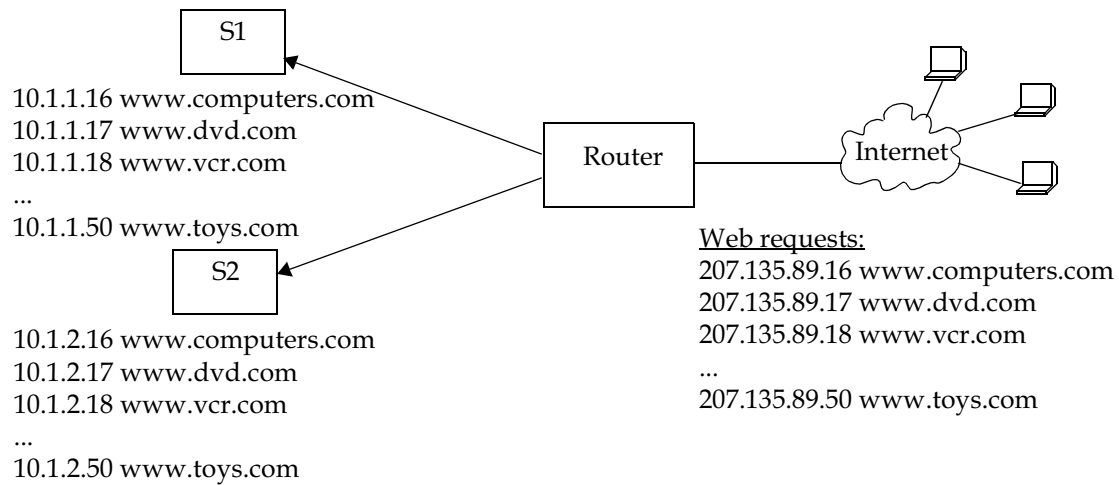 S1
10.1.1.16 www.computers.com
10.1.1.17 www.dvd.com
10.1.1.18 www.vcr.com
...
10.1.1.50 www.toys.com
S2
10.1.2.16 www.computers.com
10.1.2.17 www.dvd.com
10.1.2.18 www.vcr.com
...
10.1.2.50 www.toys.com
Router
Internet
Web requests:
207.135.89.16 www.computers.com
207.135.89.17 www.dvd.com
207.135.89.18 www.vcr.com
...
207.135.89.50 www.toys.com